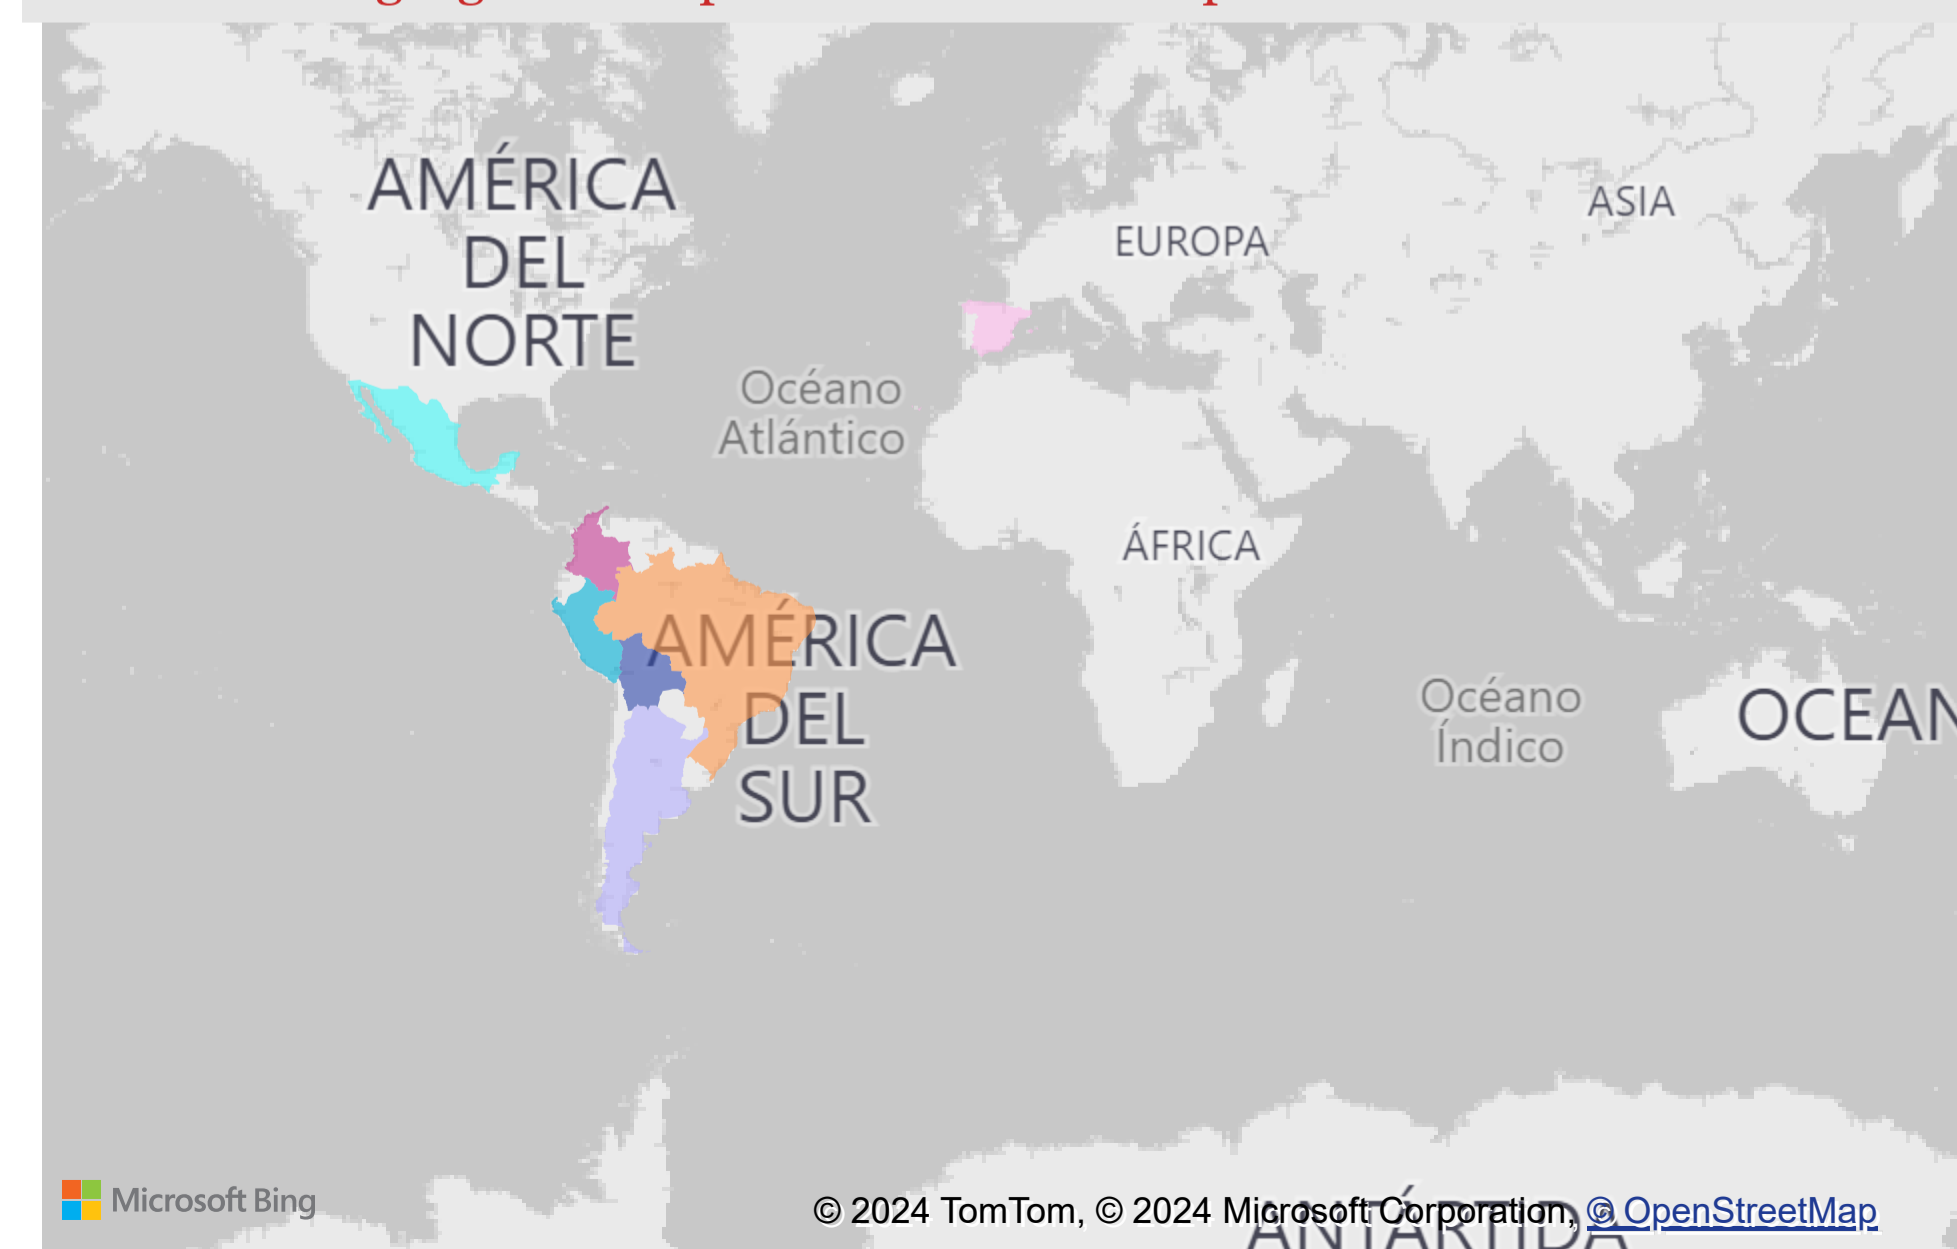 AMÉRICA
DEL
NORTE
ASIA
EUROPA
Océano
Atlántico
ÁFRICA
AMÉRICA
DEL
SUR
Océano
Índico
OCEAN
Microsoft Bing
© 2024 TomTom, © 2024 Microsoft Corporation, © OpenStreetMap
ANTÁRTIDA